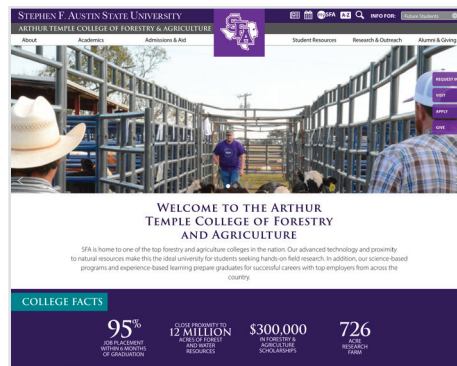 STEPHEN F. AUSTIN STATE UNIVERSITY
mySFA A-Z INFO FOR: Future Students
ARTHUR TEMPLE COLLEGE OF FORESTRY & AGRICULTURE
About Academics Admissions & Aid Student Resources Research & Outreach Alumni & Giving
REQUEST
VISIT
APPLY
GIVE
WELCOME TO THE ARTHUR
TEMPLE COLLEGE OF FORESTRY
AND AGRICULTURE
SFA is home to one of the top forestry and agriculture colleges in the nation. Our advanced technology and proximity
to natural resources make this the ideal university for students seeking hands-on field research. In addition, our science-based
programs and experience-based learning prepare graduates for successful careers with top employers from across the
country.
COLLEGE FACTS
95%
JOB PLACEMENT
WITHIN 6 MONTHS
OF GRADUATION
CLOSE PROXIMITY TO
12 MILLION
ACRES OF FOREST
AND WATER
RESOURCES
$300,000
IN FORESTRY &
AGRICULTURE
SCHOLARSHIPS
726
ACRE
RESEARCH
FARM